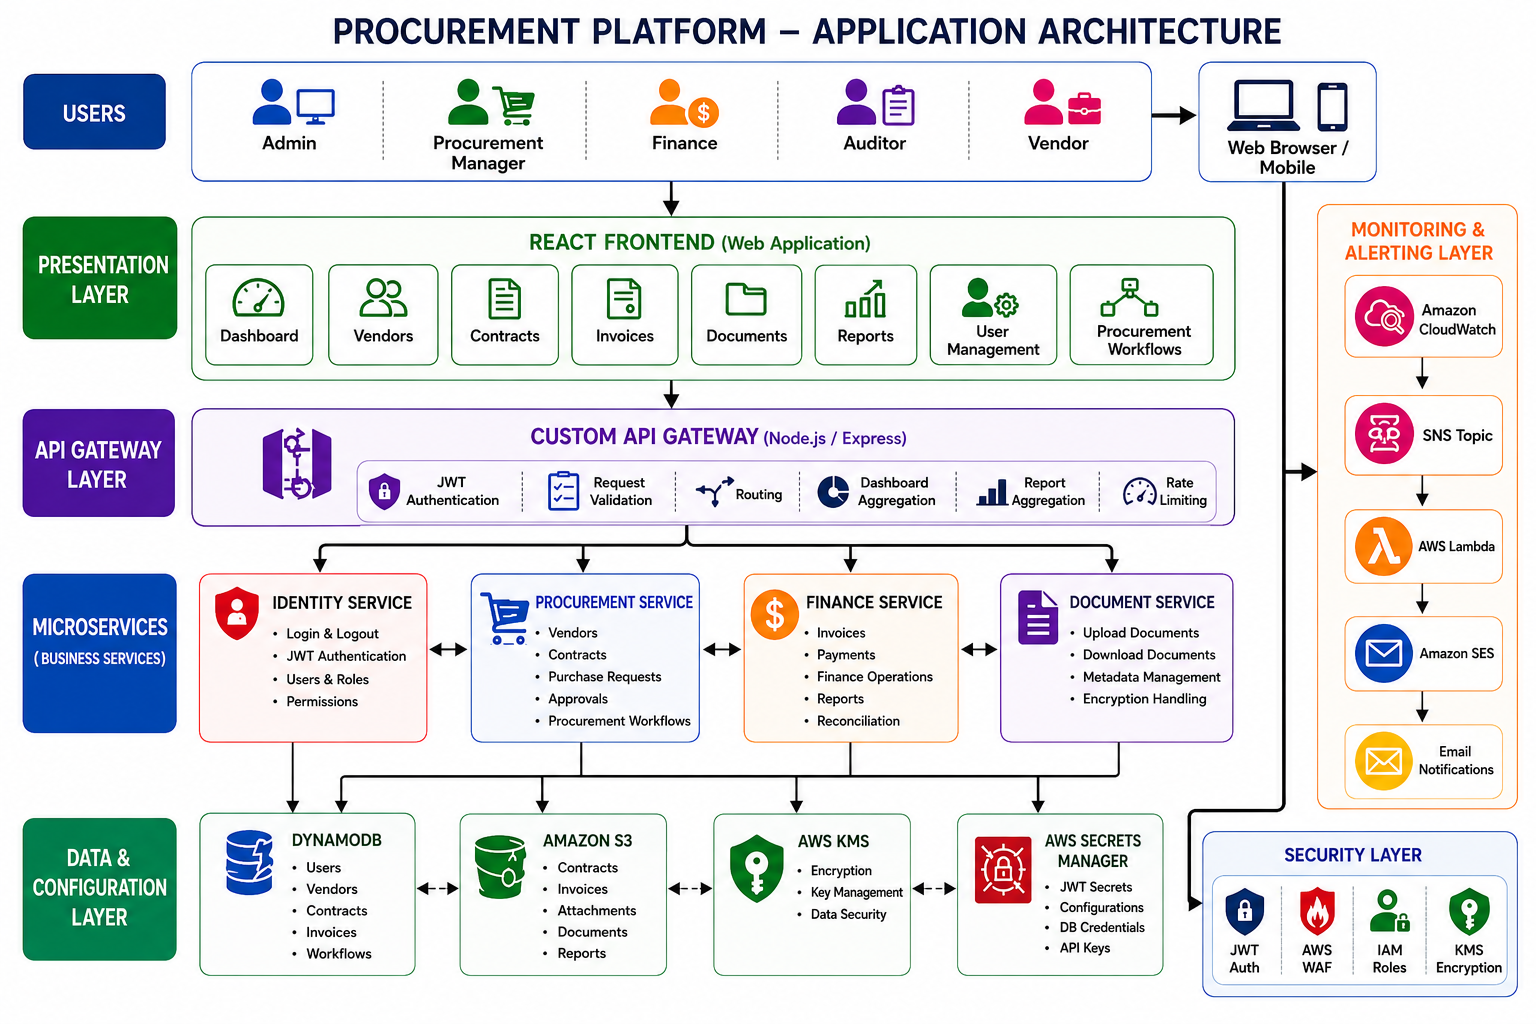 PROCUREMENT PLATFORM – APPLICATION ARCHITECTURE
USERS
Admin
Procurement
Manager
Finance
Auditor
Vendor
Web Browser /
Mobile
PRESENTATION
LAYER
REACT FRONTEND (Web Application)
Dashboard
Vendors
Contracts
Invoices
Documents
Reports
User
Management
Procurement
Workflows
MONITORING &
ALERTING LAYER
Amazon
CloudWatch
SNS Topic
AWS Lambda
Amazon SES
Email
Notifications
API GATEWAY
LAYER
CUSTOM API GATEWAY (Node.js / Express)
JWT
Authentication
Request
Validation
Routing
Dashboard
Aggregation
Report
Aggregation
Rate
Limiting
MICROSERVICES
( BUSINESS SERVICES)
IDENTITY SERVICE
• Login & Logout
• JWT Authentication
• Users & Roles
• Permissions
PROCUREMENT SERVICE
• Vendors
• Contracts
• Purchase Requests
• Approvals
• Procurement Workflows
$
FINANCE SERVICE
• Invoices
• Payments
• Finance Operations
• Reports
• Reconciliation
DOCUMENT SERVICE
• Upload Documents
• Download Documents
• Metadata Management
• Encryption Handling
DATA &
CONFIGURATION
LAYER
DYNAMODB
• Users
• Vendors
• Contracts
• Invoices
• Workflows
AMAZON S3
• Contracts
• Invoices
• Attachments
• Documents
• Reports
AWS KMS
• Encryption
• Key Management
• Data Security
AWS SECRETS
MANAGER
• JWT Secrets
• Configurations
• DB Credentials
• API Keys
SECURITY LAYER
JWT
Auth
AWS
WAF
IAM
Roles
KMS
Encryption